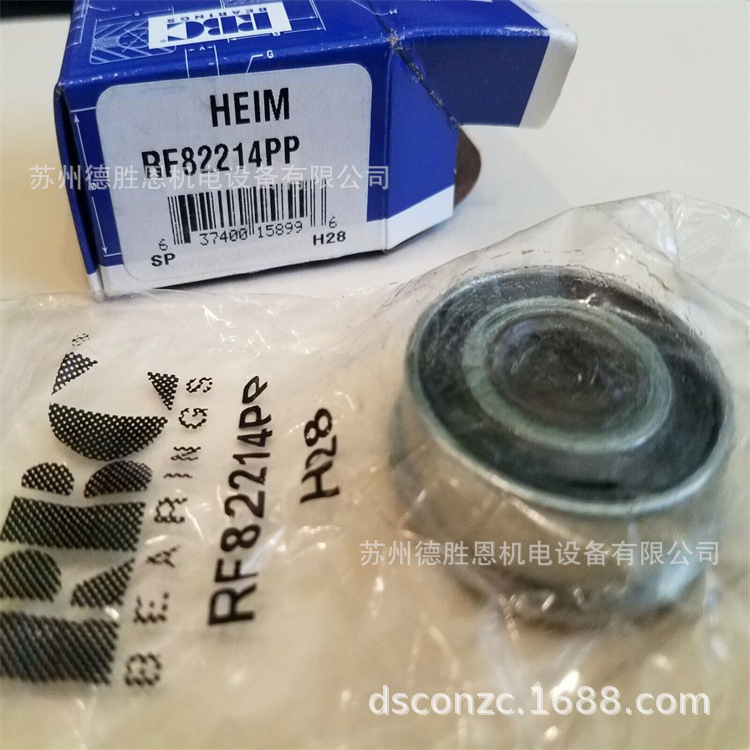 RBC
BEARINGS
V
G
HEIM
RF82214PP
苏州德胜恩机电设备有限公司
6 37400 15899 6
SP H28
RBC
BEARINGS
RF82214PP
H28
苏州德胜恩机电设备有限公司
dsconzc.1688.com